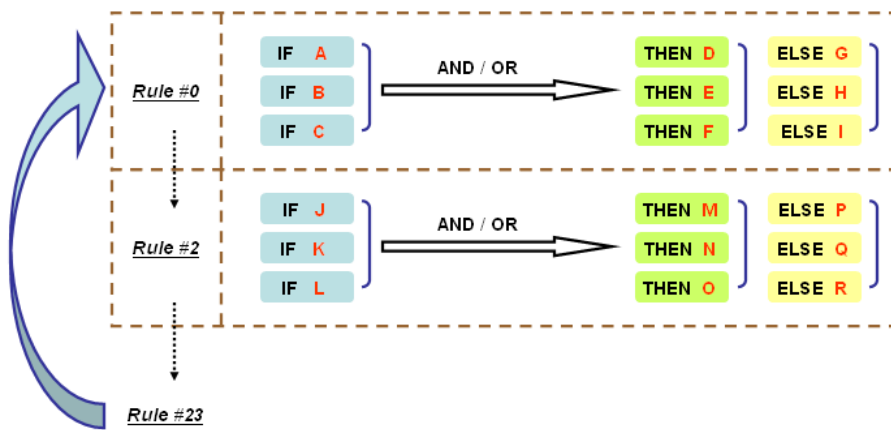 IF A THEN D ELSE G
AND / OR
Rule #0 IF B THEN E ELSE H
IF C THEN F ELSE I
IF J THEN M ELSE P
AND / OR
Rule #2 IF K THEN N ELSE Q
IF L THEN O ELSE R
Rule #23